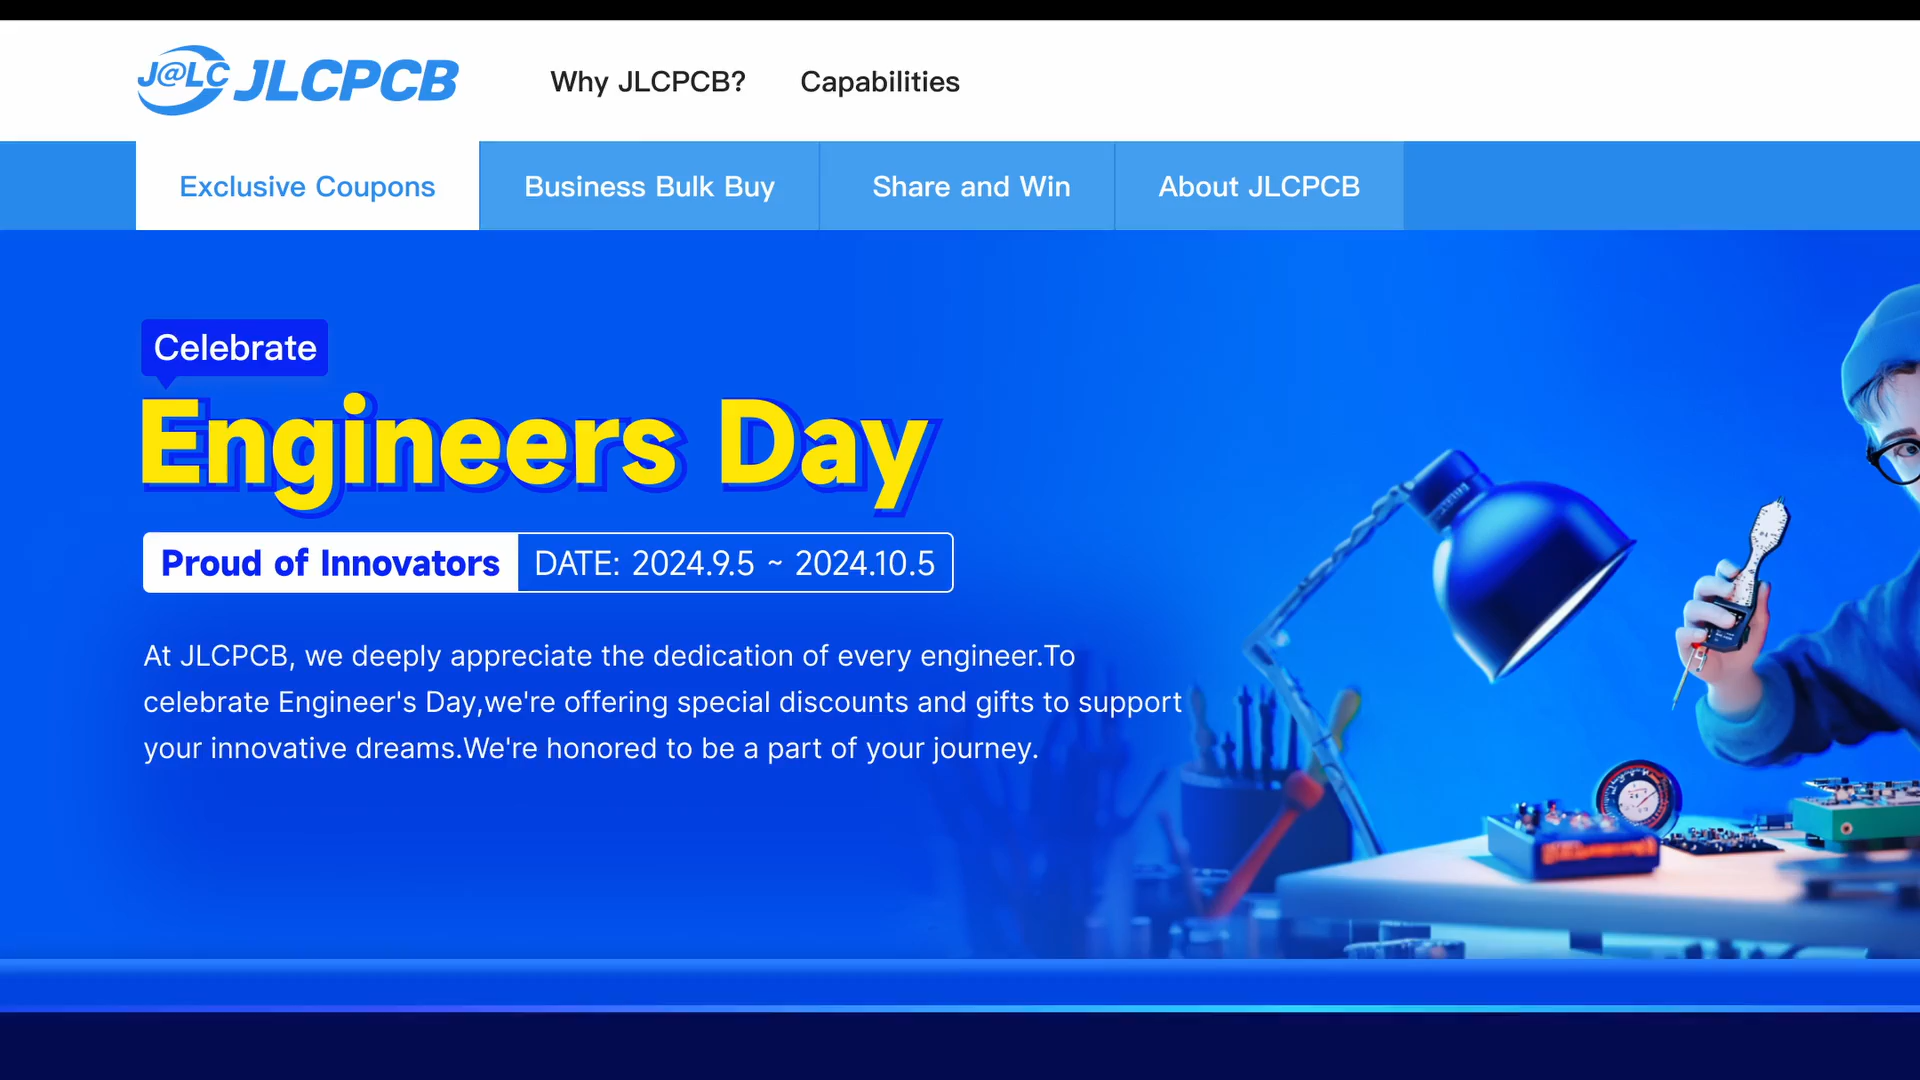 J@LC JLCPCB
Why JLCPCB?
Capabilities
Exclusive Coupons
Business Bulk Buy
Share and Win
About JLCPCB
Celebrate
Engineers Day
Proud of Innovators
DATE: 2024.9.5 ~ 2024.10.5
At JLCPCB, we deeply appreciate the dedication of every engineer.To
celebrate Engineer's Day,we're offering special discounts and gifts to support
your innovative dreams.We're honored to be a part of your journey.